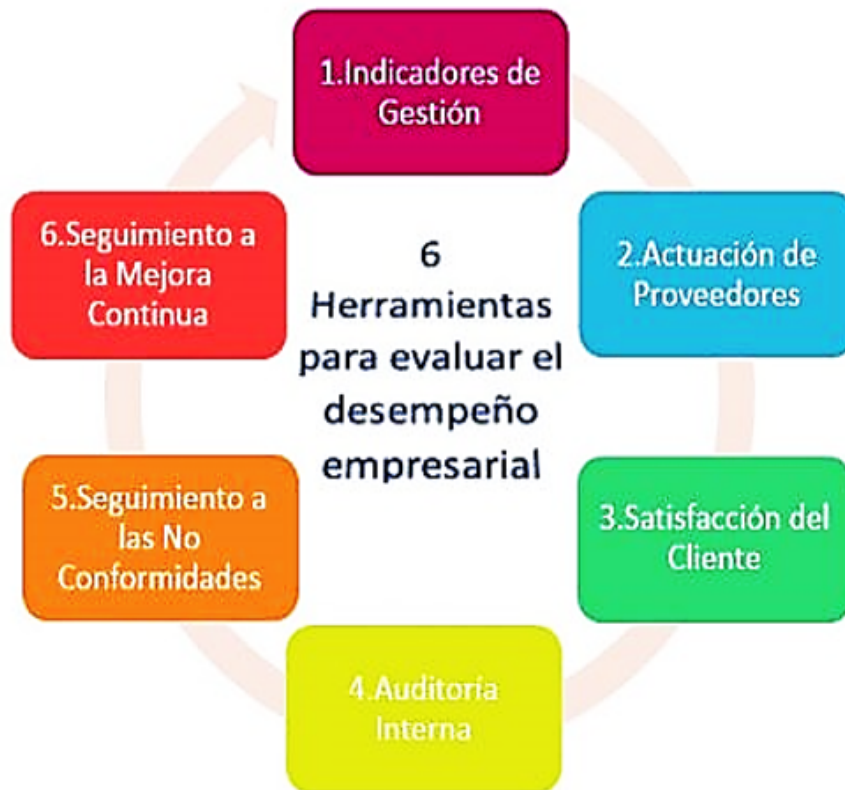 1.Indicadores de
Gestión
2.Actuación de
Proveedores
3.Satisfacción del
Cliente
4.Auditoría
Interna
5.Seguimiento a
las No
Conformidades
6.Seguimiento a
la Mejora
Continua
6
Herramientas
para evaluar el
desempeño
empresarial